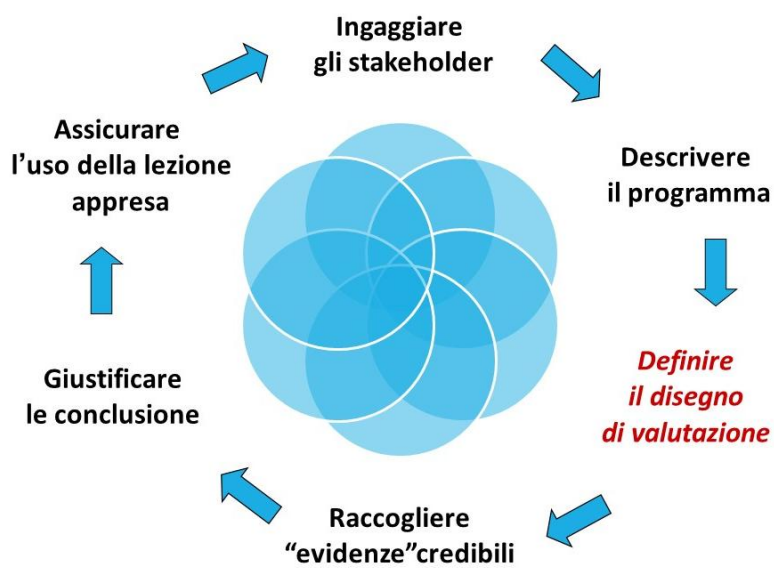 Ingaggiare
gli stakeholder
Descrivere
il programma
Definire
il disegno
di valutazione
Raccogliere
“evidenze”credibili
Giustificare
le conclusione
Assicurare
l’uso della lezione
appresa